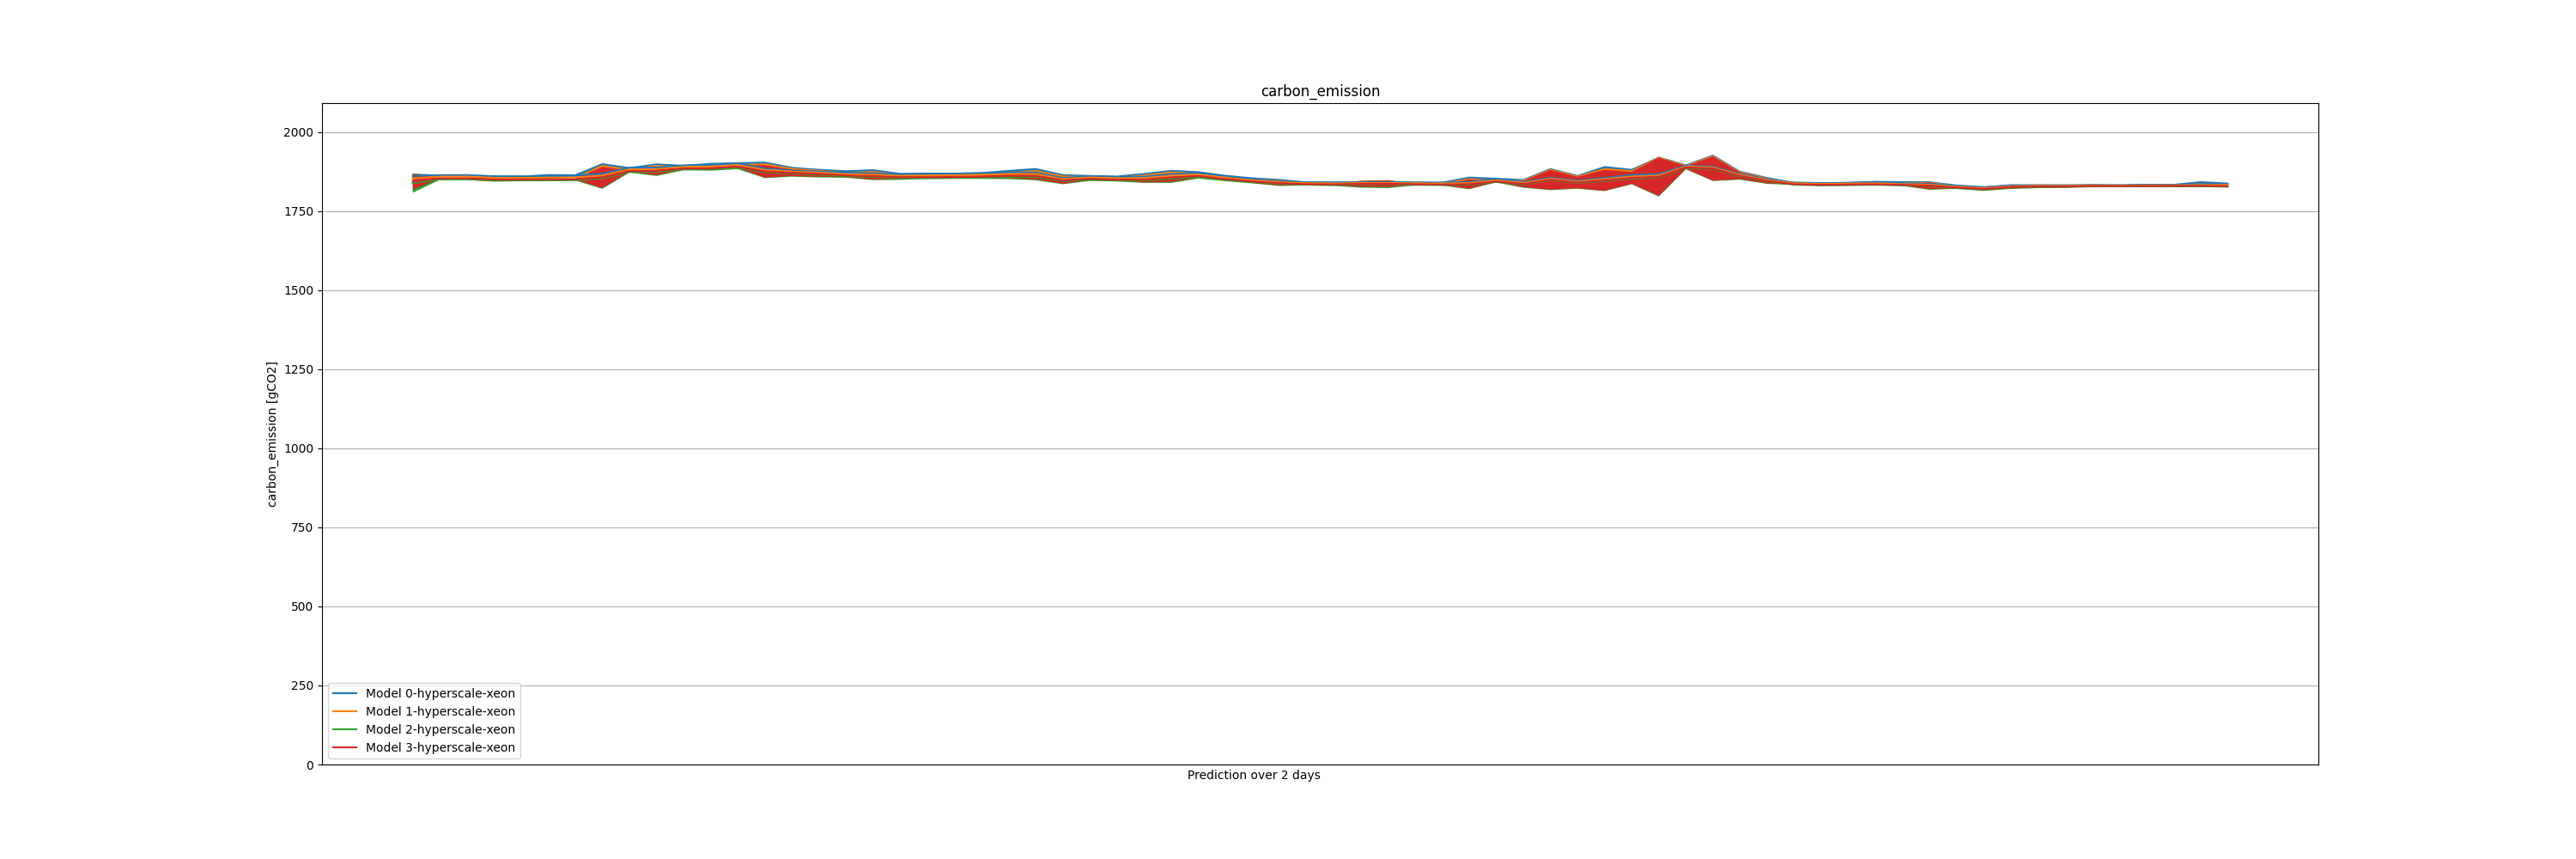 carbon_emission
2000
1750
1500
1250
1000
750
500
250
0
carbon_emission [gCO2]
Model 0-hyperscale-xeon
Model 1-hyperscale-xeon
Model 2-hyperscale-xeon
Model 3-hyperscale-xeon
Prediction over 2 days